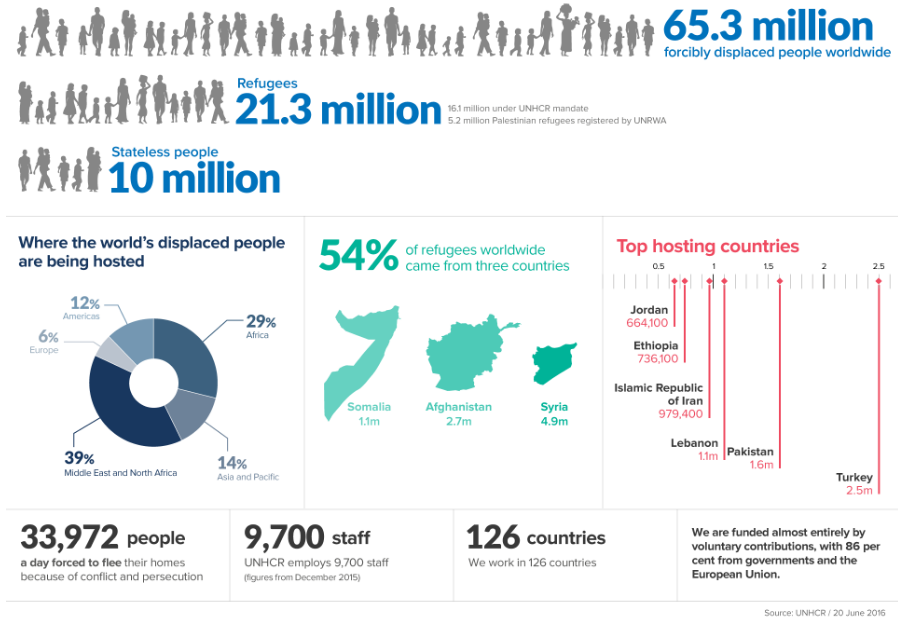 65.3 million
forcibly displaced people worldwide
Refugees
21.3 million
16.1 million under UNHCR mandate
5.2 million Palestinian refugees registered by UNRWA
Stateless people
10 million
Where the world's displaced people
are being hosted
12%
Americas
6%
Europe
29%
Africa
39%
Middle East and North Africa
14%
Asia and Pacific
54%
of refugees worldwide
came from three countries
Somalia
1.1m
Afghanistan
2.7m
Syria
4.9m
Top hosting countries
0.5 1 1.5 2 2.5
Jordan
664,100
Ethiopia
736,100
Islamic Republic
of Iran
979,400
Lebanon
1.1m
Pakistan
1.6m
Turkey
2.5m
33,972 people
a day forced to flee their homes
because of conflict and persecution
9,700 staff
UNHCR employs 9,700 staff
(figures from December 2015)
126 countries
We work in 126 countries
We are funded almost entirely by
voluntary contributions, with 86 per
cent from governments and the
European Union.
Source: UNHCR / 20 June 2016